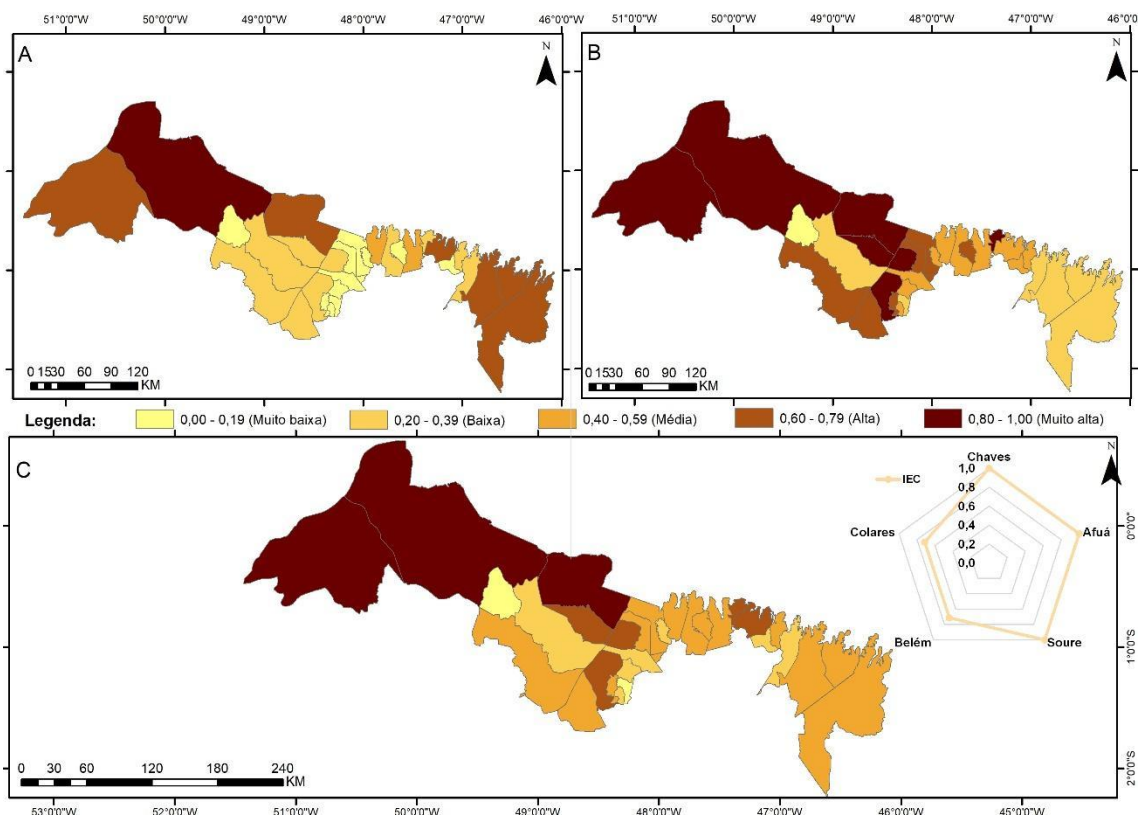 51°0'0"W 50°0'0"W 49°0'0"W 48°0'0"W 47°0'0"W 46°0'0"W
51°0'0"W 50°0'0"W 49°0'0"W 48°0'0"W 47°0'0"W 46°0'0"W
A
N
B
N
0 1530 60 90 120
KM
0 1530 60 90 120
KM
Legenda:
0,00 - 0,19 (Muito baixa)
0,20 - 0,39 (Baixa)
0,40 - 0,59 (Média)
0,60 - 0,79 (Alta)
0,80 - 1,00 (Muito alta)
C
N
IEC
Chaves
1,0
0,8
0,6
0,4
0,2
0,0
Colares
Afuá
Belém
Soure
0°0'0"
1°0'0"S
2°0'0"S
0 30 60 120 180 240
KM
53°0'0"W 52°0'0"W 51°0'0"W 50°0'0"W 49°0'0"W 48°0'0"W 47°0'0"W 46°0'0"W 45°0'0"W